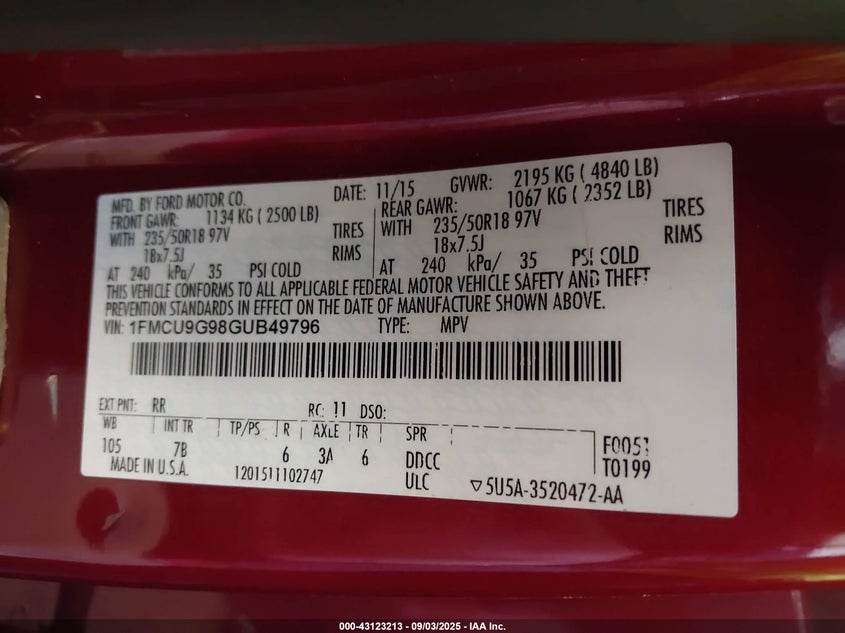 MFD. BY FORD MOTOR CO.
DATE: 11/15 GVWR: 2195 KG ( 4840 LB)
FRONT GAWR: 1134 KG ( 2500 LB)
REAR GAWR: 1067 KG ( 2352 LB)
WITH 235/50R18 97V TIRES
WITH 235/50R18 97V TIRES
18x7.5J RIMS
18x7.5J RIMS
AT 240 kPa/ 35 PSI COLD
AT 240 kPa/ 35 PSI COLD
THIS VEHICLE CONFORMS TO ALL APPLICABLE FEDERAL MOTOR VEHICLE SAFETY AND THEFT
PREVENTION STANDARDS IN EFFECT ON THE DATE OF MANUFACTURE SHOWN ABOVE.
VIN: 1FMCU9G98GUB49796 TYPE: MPV
EXT PNT: RR RC: 11 DSO:
WB INT TR TP/PS R AXLE TR SPR F0051
105 7B 6 3A 6 DDCC T0199
MADE IN U.S.A. 1201511102747 ULC ▽5U5A-3520472-AA
000-43123213 - 09/03/2025 - IAA Inc.